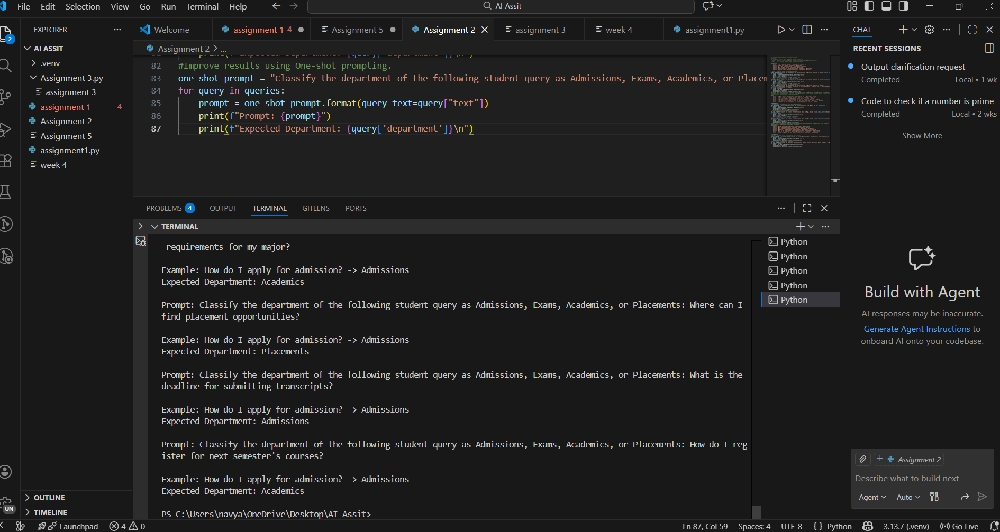 File Edit Selection View Go Run Terminal Help
AI Assit
2
EXPLORER
AI ASSIT
.venv
Assignment 3.py
assignment 3
assignment 1 4
Assignment 2
Assignment 5
assignment1.py
week 4
OUTLINE
TIMELINE
UN
Welcome
assignment 1 4
Assignment 5
Assignment 2
assignment 3
week 4
assignment1.py
Assignment 2 > ...
82 #Improve results using One-shot prompting.
83 one_shot_prompt = "Classify the department of the following student query as Admissions, Exams, Academics, or Placem
84 for query in queries:
85 prompt = one_shot_prompt.format(query_text=query["text"])
86 print(f"Prompt: {prompt}")
87 print(f"Expected Department: {query['department']}\n")
PROBLEMS 4 OUTPUT TERMINAL GITLENS PORTS
TERMINAL
requirements for my major?
Example: How do I apply for admission? -> Admissions
Expected Department: Academics
Prompt: Classify the department of the following student query as Admissions, Exams, Academics, or Placements: Where can I
find placement opportunities?
Example: How do I apply for admission? -> Admissions
Expected Department: Placements
Prompt: Classify the department of the following student query as Admissions, Exams, Academics, or Placements: What is the
deadline for submitting transcripts?
Example: How do I apply for admission? -> Admissions
Expected Department: Admissions
Prompt: Classify the department of the following student query as Admissions, Exams, Academics, or Placements: How do I reg
ister for next semester's courses?
Example: How do I apply for admission? -> Admissions
Expected Department: Academics
PS C:\Users\navya\OneDrive\Desktop\AI Assit>
Python
Python
Python
Python
Python
CHAT
RECENT SESSIONS
Output clarification request
Completed Local • 1 wk
Code to check if a number is prime
Completed Local • 2 wks
Show More
Build with Agent
AI responses may be inaccurate.
Generate Agent Instructions to
onboard AI onto your codebase.
Assignment 2
Describe what to build next
Agent Auto
Launchpad 4 0
Ln 87, Col 59 Spaces: 4 UTF-8 {} Python 3.13.7 (.venv) Go Live